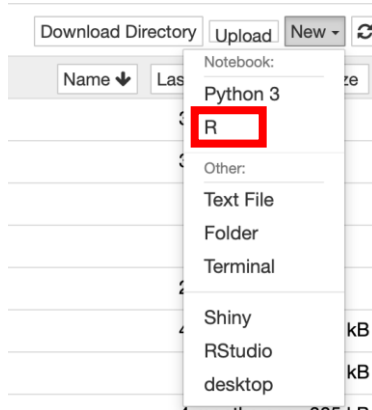 Download Directory Upload New
Name Las ze
Notebook:
Python 3
R
Other:
Text File
Folder
Terminal
Shiny
kB
RStudio
kB
desktop